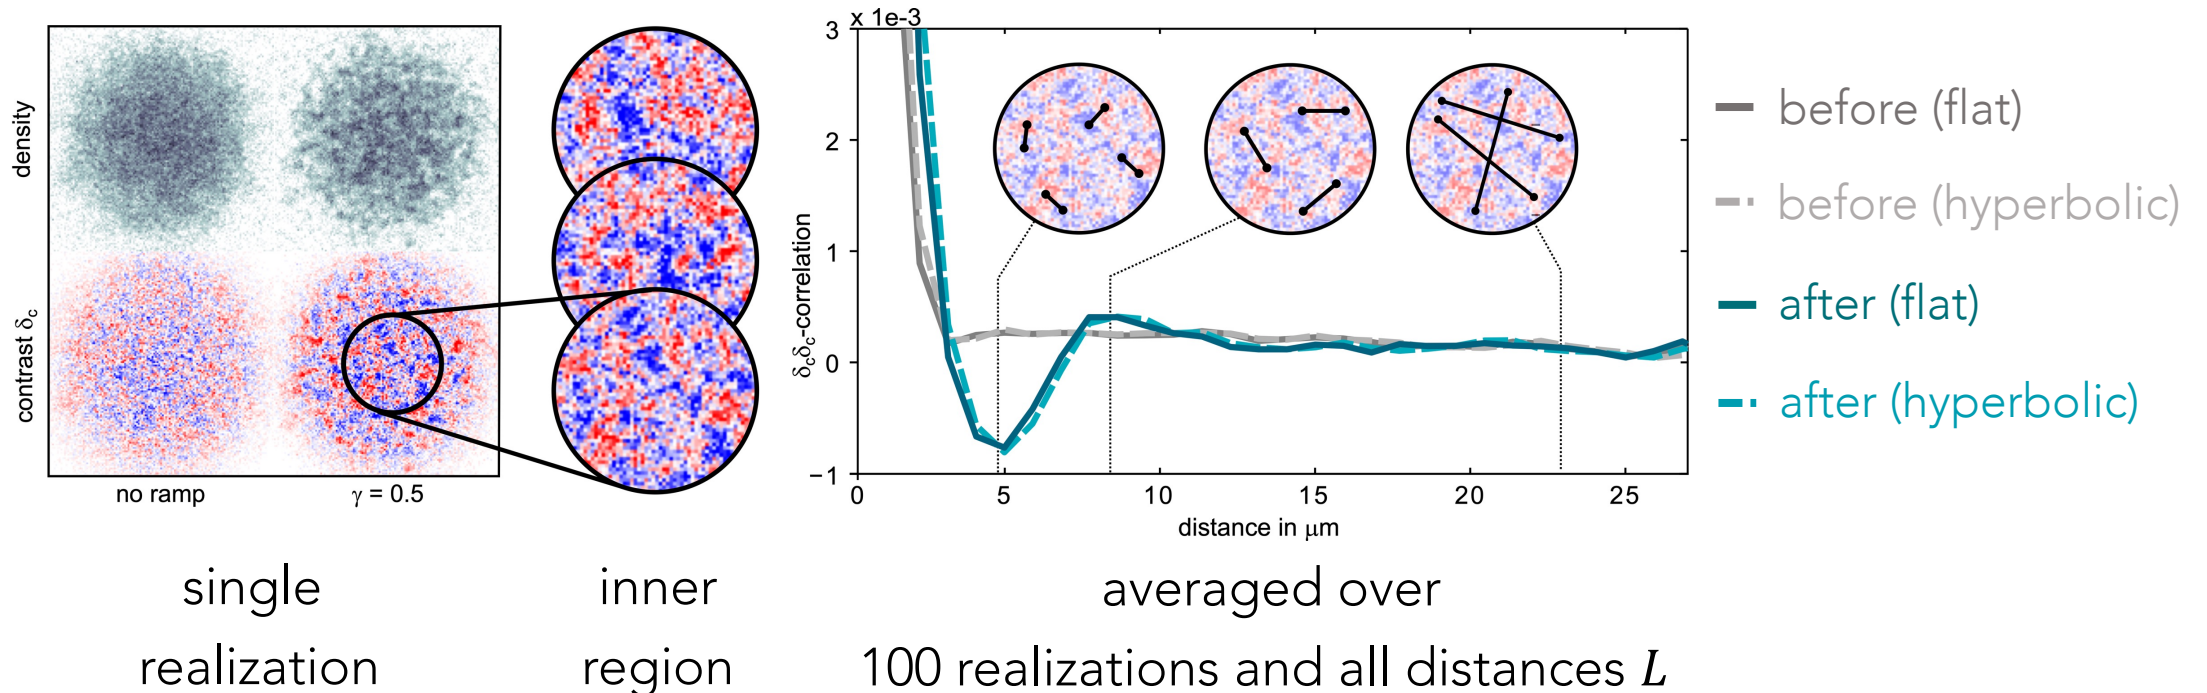 density
contrast δc
no ramp
γ = 0.5
x 1e-3
3
2
1
0
−1
δcδc-correlation
0
5
10
15
20
25
distance in μm
before (flat)
before (hyperbolic)
after (flat)
after (hyperbolic)
single
realization
inner
region
averaged over
100 realizations and all distances L